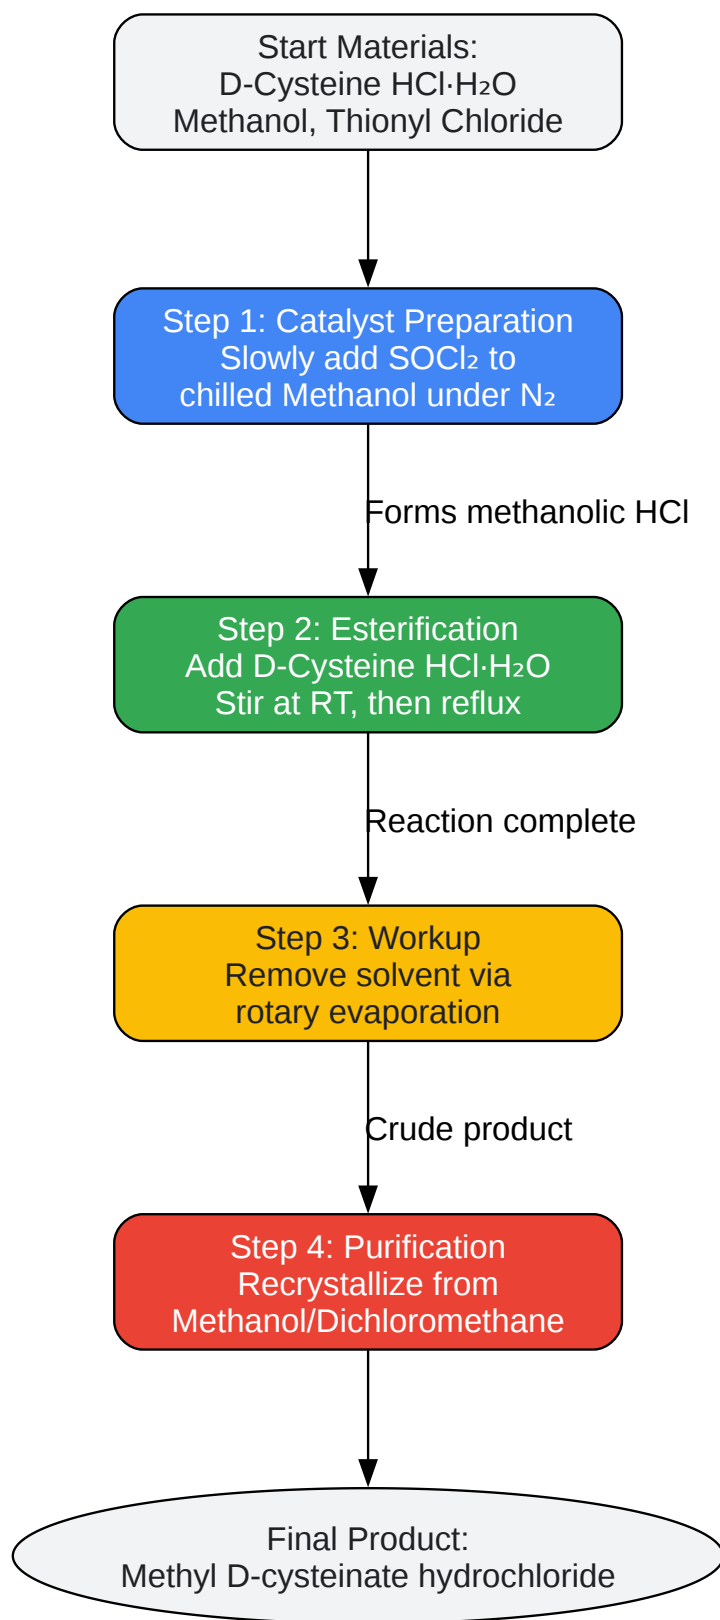 Start Materials:
D-Cysteine HCl·H₂O
Methanol, Thionyl Chloride
Step 1: Catalyst Preparation
Slowly add SOCl₂ to
chilled Methanol under N₂
Forms methanolic HCl
Step 2: Esterification
Add D-Cysteine HCl·H₂O
Stir at RT, then reflux
Reaction complete
Step 3: Workup
Remove solvent via
rotary evaporation
Crude product
Step 4: Purification
Recrystallize from
Methanol/Dichloromethane
Final Product:
Methyl D-cysteinate hydrochloride